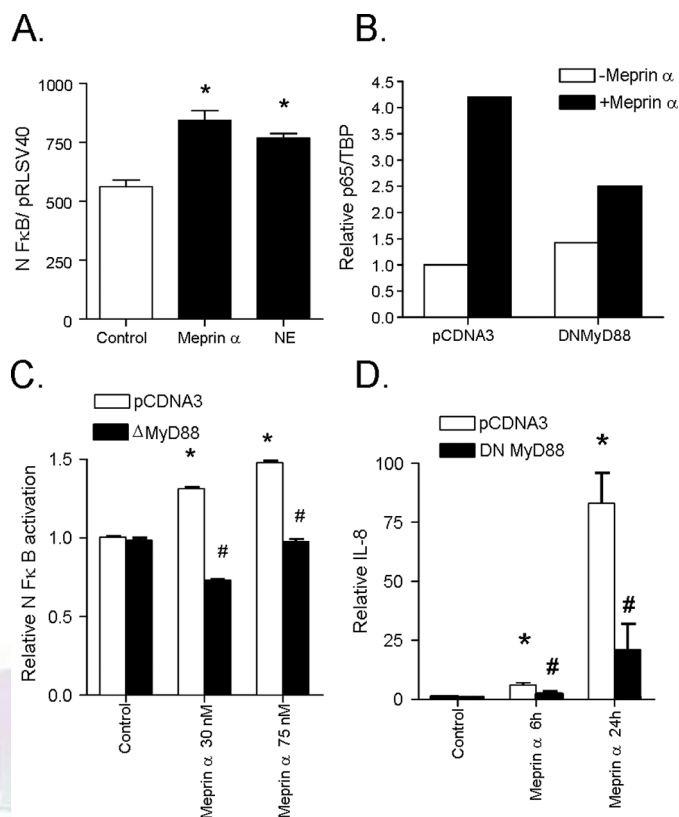 A.
N FκB/ pRLSV40
1000
750
500
250
0
*
*
Control
Meprin α
NE
B.
-Meprin α
+Meprin α
Relative p65/TBP
4.5
4.0
3.5
3.0
2.5
2.0
1.5
1.0
0.5
0.0
pCDNA3
DNMyD88
C.
pCDNA3
ΔMyD88
Relative N Fκ B activation
1.5
1.0
0.5
0.0
*
#
*
#
Control
Meprin α 30 nM
Meprin α 75 nM
D.
pCDNA3
DN MyD88
Relative IL-8
100
75
50
25
0
*
#
*
#
Control
Meprin α 6h
Meprin α 24h